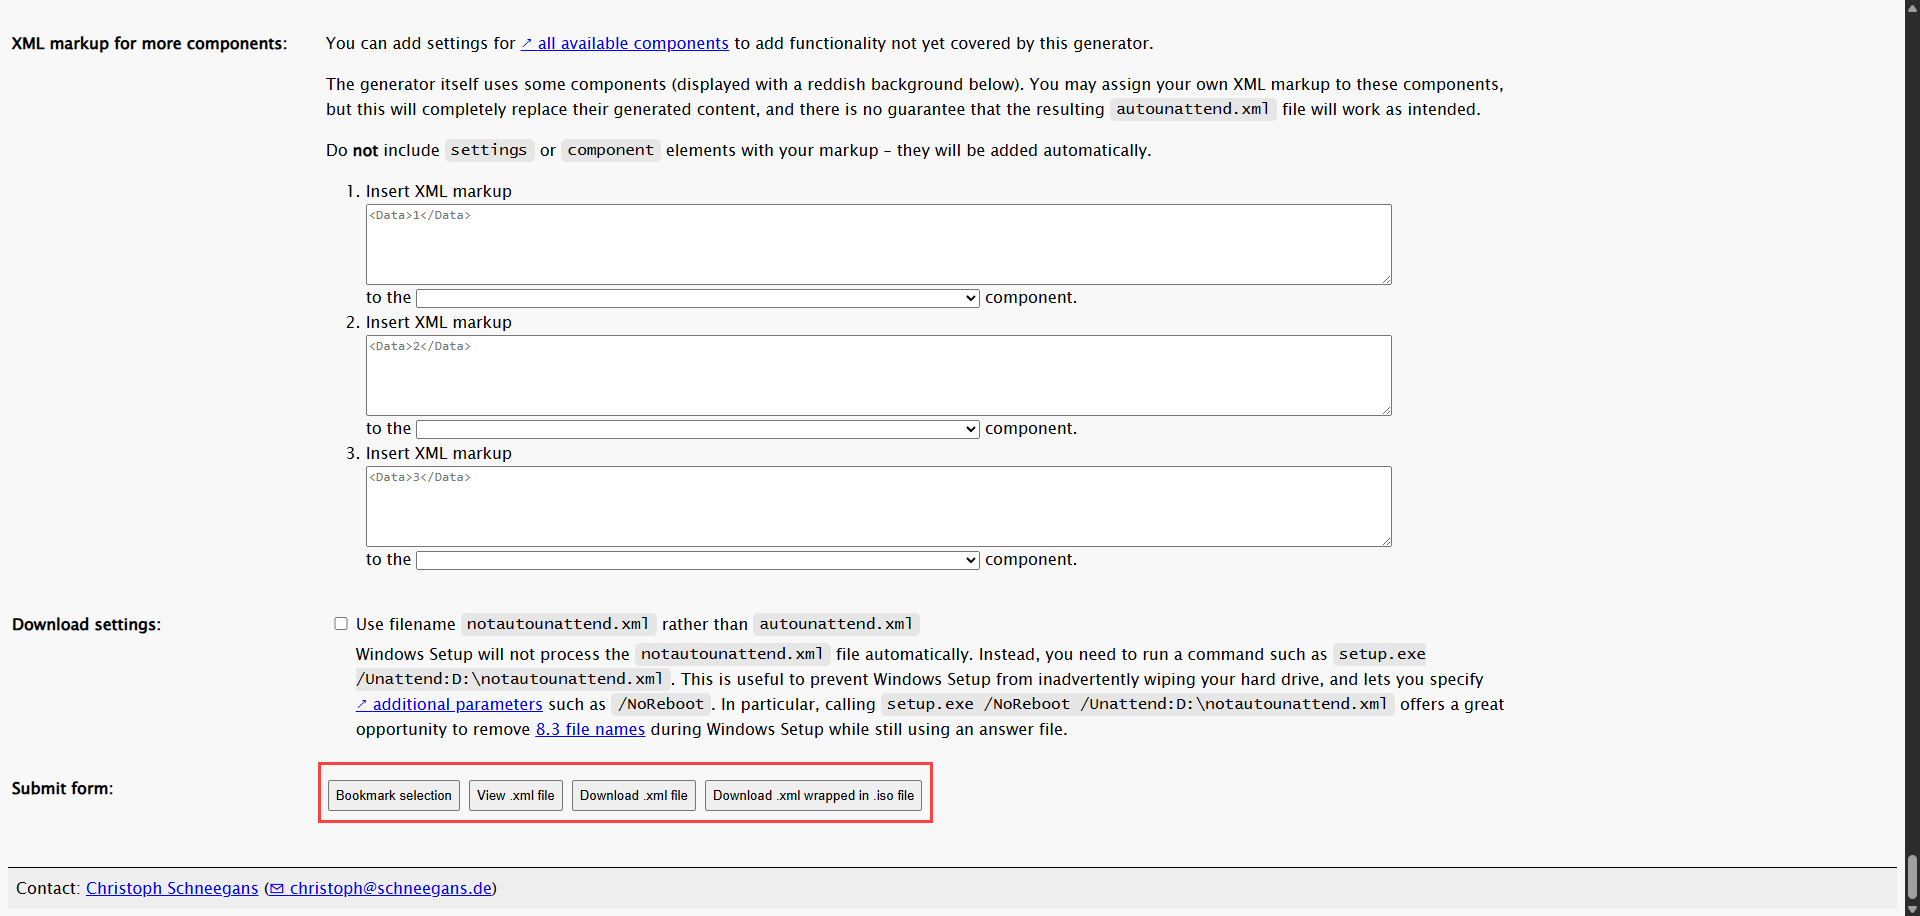 XML markup for more components:
You can add settings for ↗ all available components to add functionality not yet covered by this generator.
The generator itself uses some components (displayed with a reddish background below). You may assign your own XML markup to these components,
but this will completely replace their generated content, and there is no guarantee that the resulting autounattend.xml file will work as intended.
Do not include settings or component elements with your markup – they will be added automatically.
1. Insert XML markup
<Data>1</Data>
to the component.
2. Insert XML markup
<Data>2</Data>
to the component.
3. Insert XML markup
<Data>3</Data>
to the component.
Download settings:
Use filename notautounattend.xml rather than autounattend.xml
Windows Setup will not process the notautounattend.xml file automatically. Instead, you need to run a command such as setup.exe
/Unattend:D:\notautounattend.xml. This is useful to prevent Windows Setup from inadvertently wiping your hard drive, and lets you specify
↗ additional parameters such as /NoReboot. In particular, calling setup.exe /NoReboot /Unattend:D:\notautounattend.xml offers a great
opportunity to remove 8.3 file names during Windows Setup while still using an answer file.
Submit form:
Bookmark selection View .xml file Download .xml file Download .xml wrapped in .iso file
Contact: Christoph Schneegans (✉ christoph@schneegans.de)